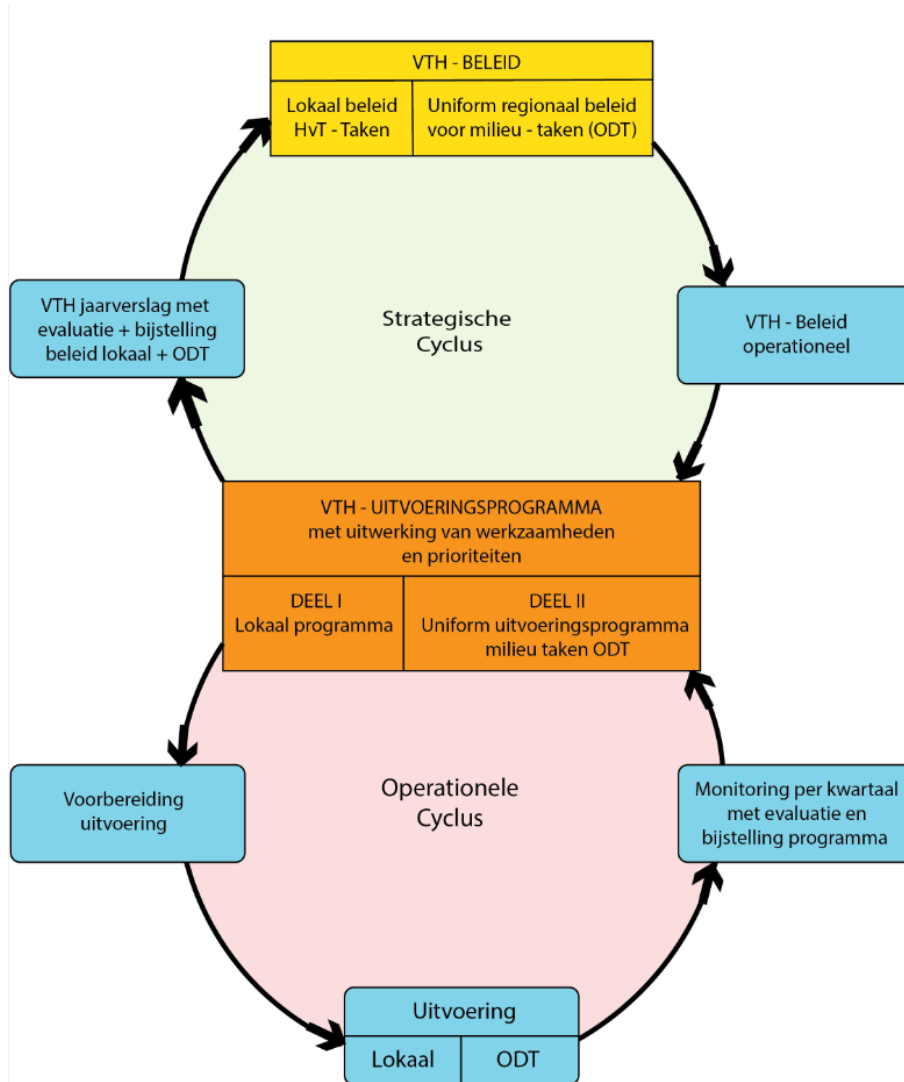 VTH - BELEID
Lokaal beleid
HvT - Taken
Uniform regionaal beleid
voor milieu - taken (ODT)
VTH jaarverslag met
evaluatie + bijstelling
beleid lokaal + ODT
Strategische
Cyclus
VTH - Beleid
operationeel
VTH - UITVOERINGSPROGRAMMA
met uitwerking van werkzaamheden
en prioriteiten
DEEL I
Lokaal programma
DEEL II
Uniform uitvoeringsprogramma
milieu taken ODT
Voorbereiding
uitvoering
Operationele
Cyclus
Monitoring per kwartaal
met evaluatie en
bijstelling programma
Uitvoering
Lokaal
ODT